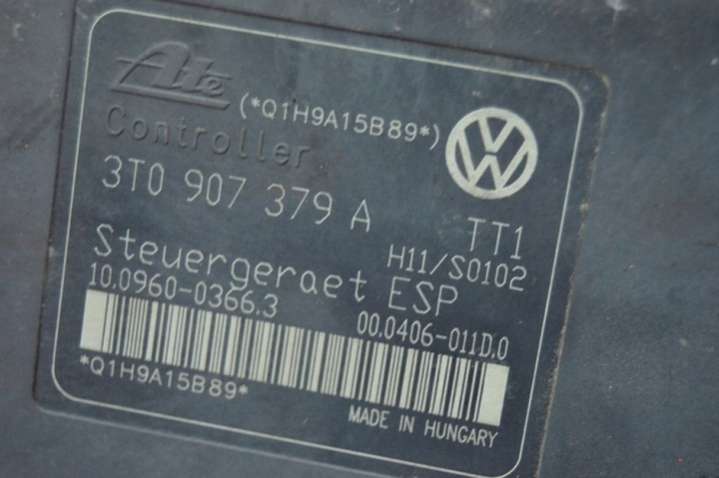 Ate (*Q1H9A15B89*)
Controller
3T0 907 379 A TT1
H11/S0102
Steuergeraet ESP
10.0960-0366.3 00.0406-011D.0
*Q1H9A15B89*
MADE IN HUNGARY